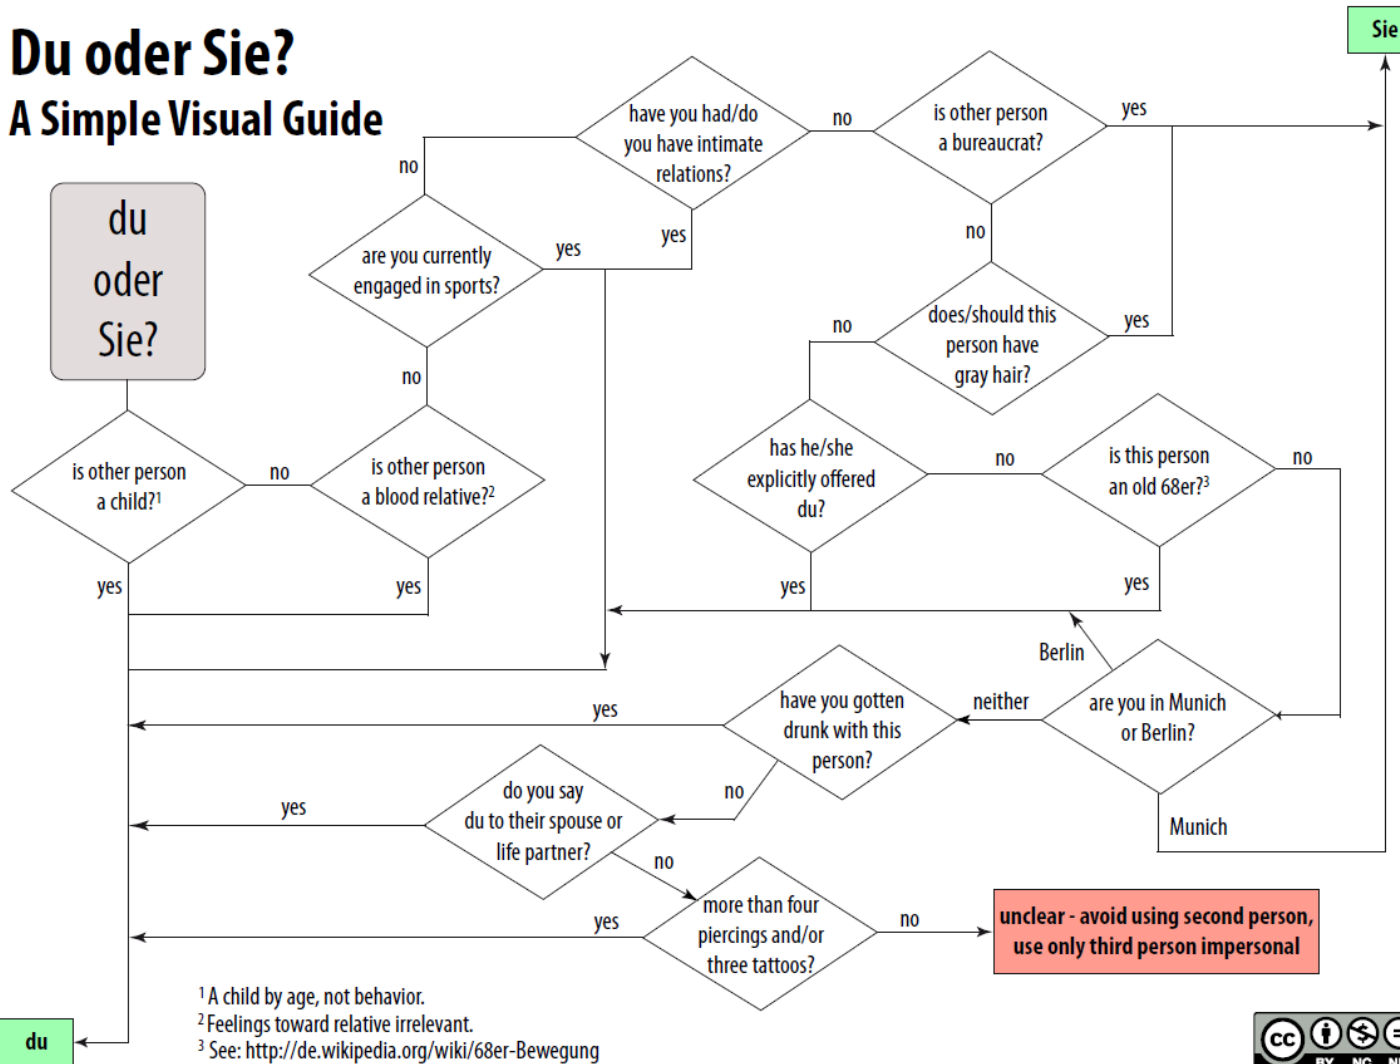 Du oder Sie?
A Simple Visual Guide
Sie
du
oder
Sie?
have you had/do
you have intimate
relations?
no
yes
no
is other person
a bureaucrat?
yes
no
are you currently
engaged in sports?
yes
no
does/should this
person have
gray hair?
yes
no
is other person
a child?¹
no
yes
is other person
a blood relative?²
yes
has he/she
explicitly offered
du?
no
yes
is this person
an old 68er?³
no
yes
are you in Munich
or Berlin?
Berlin
neither
Munich
have you gotten
drunk with this
person?
yes
no
do you say
du to their spouse or
life partner?
yes
no
more than four
piercings and/or
three tattoos?
yes
no
unclear - avoid using second person,
use only third person impersonal
¹ A child by age, not behavior.
² Feelings toward relative irrelevant.
³ See: http://de.wikipedia.org/wiki/68er-Bewegung
du
cc
BY NC